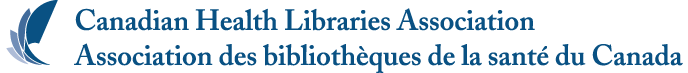 Canadian Health Libraries Association
Association des bibliothèques de la santé du Canada